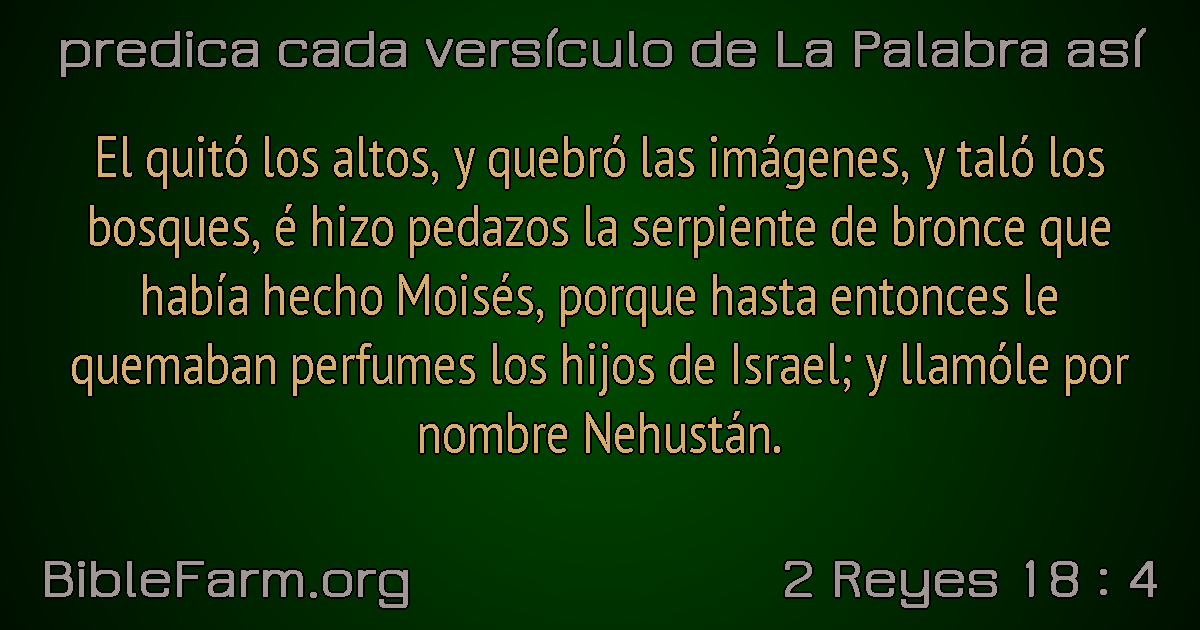 predica cada versículo de La Palabra así
El quitó los altos, y quebró las imágenes, y taló los
bosques, é hizo pedazos la serpiente de bronce que
había hecho Moisés, porque hasta entonces le
quemaban perfumes los hijos de Israel; y llamóle por
nombre Nehustán.
BibleFarm.org
2 Reyes 18 : 4